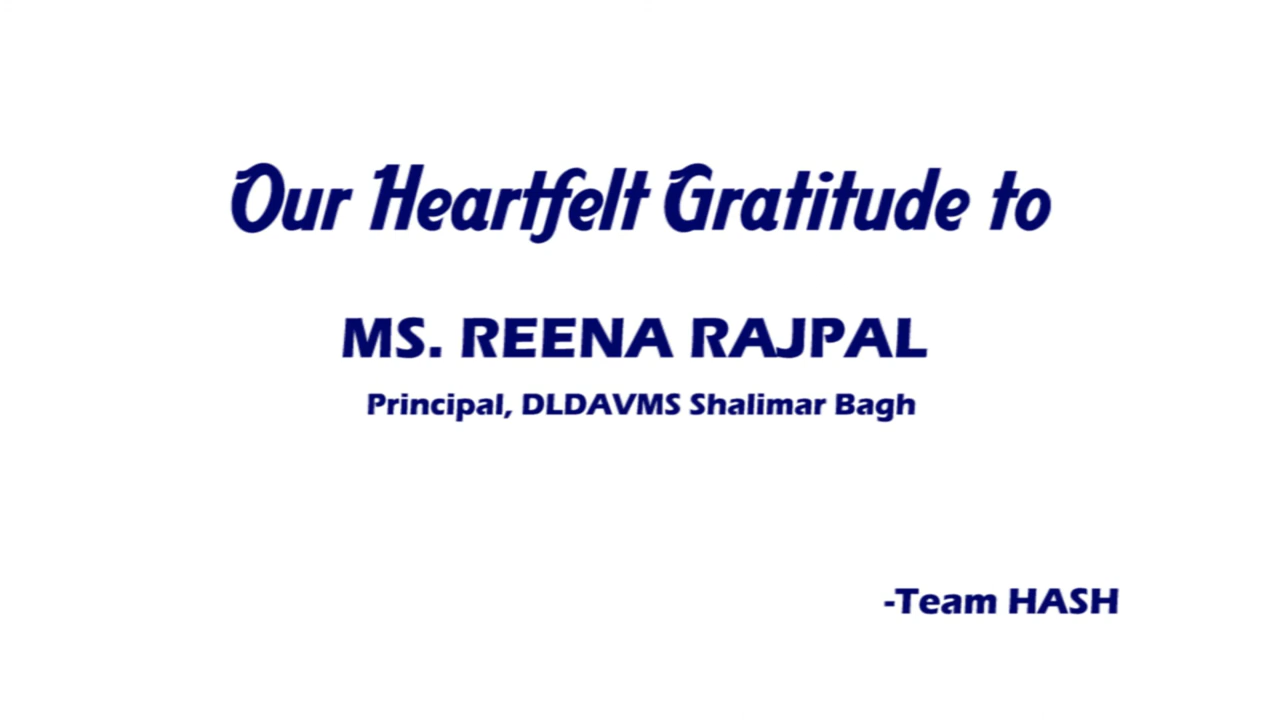 Our Heartfelt Gratitude to
MS. REENA RAJPAL
Principal, DLDAVMS Shalimar Bagh
-Team HASH